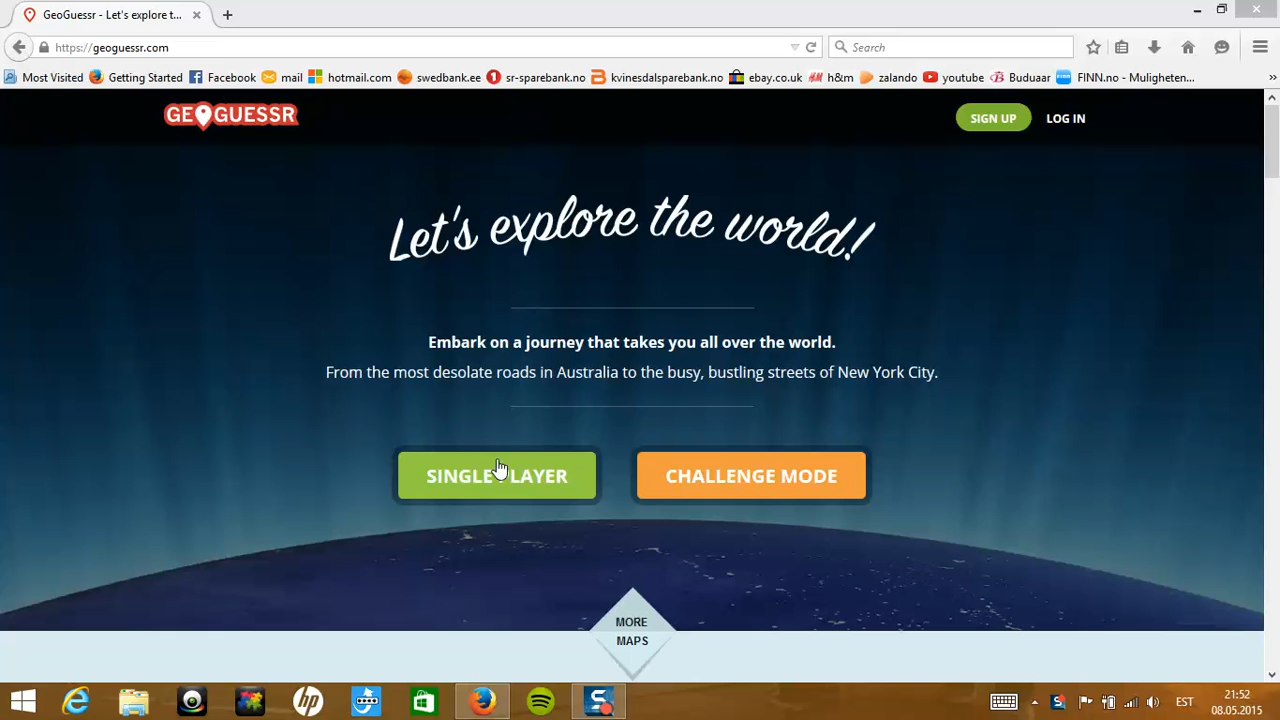 GeoGuessr - Let's explore t...
https://geoguessr.com
Search
Most Visited Getting Started Facebook mail hotmail.com swedbank.ee sr-sparebank.no kvinesdalsparebank.no ebay.co.uk h&m zalando youtube Buduaar FINN.no - Muligheten... »
GEOGUESSR
SIGN UP LOG IN
Let's explore the world!
Embark on a journey that takes you all over the world.
From the most desolate roads in Australia to the busy, bustling streets of New York City.
SINGLE PLAYER CHALLENGE MODE
MORE
MAPS
EST
21:52
08.05.2015